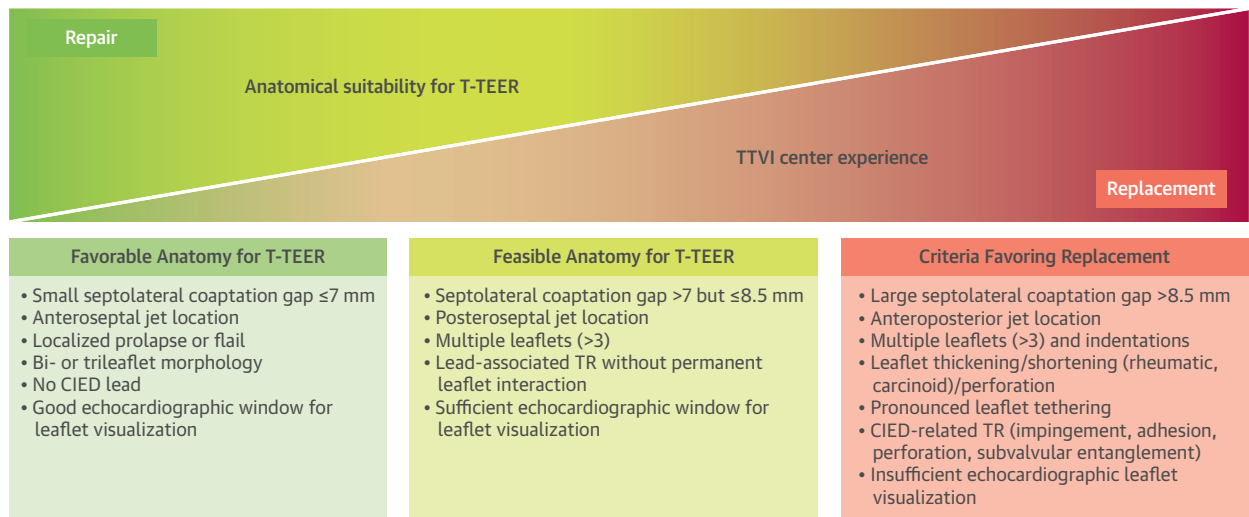 Repair
Anatomical suitability for T-TEER
TTVI center experience
Replacement
Favorable Anatomy for T-TEER
• Small septolateral coaptation gap ≤7 mm
• Anteroseptal jet location
• Localized prolapse or flail
• Bi- or trileaflet morphology
• No CIED lead
• Good echocardiographic window for
leaflet visualization
Feasible Anatomy for T-TEER
• Septolateral coaptation gap >7 but ≤8.5 mm
• Posteroseptal jet location
• Multiple leaflets (>3)
• Lead-associated TR without permanent
leaflet interaction
• Sufficient echocardiographic window for
leaflet visualization
Criteria Favoring Replacement
• Large septolateral coaptation gap >8.5 mm
• Anteroposterior jet location
• Multiple leaflets (>3) and indentations
• Leaflet thickening/shortening (rheumatic,
carcinoid)/perforation
• Pronounced leaflet tethering
• CIED-related TR (impingement, adhesion,
perforation, subvalvular entanglement)
• Insufficient echocardiographic leaflet
visualization